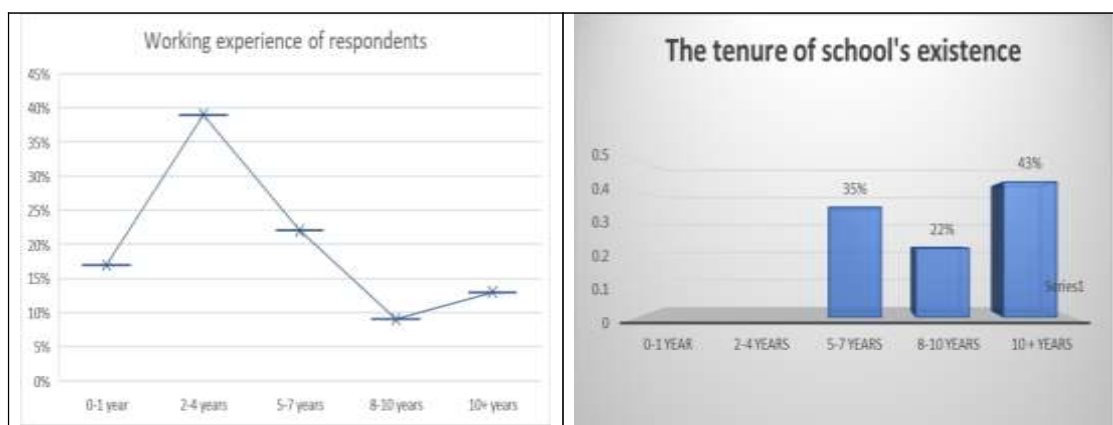 Working experience of respondents
45%
40%
35%
30%
25%
20%
15%
10%
5%
0%
0-1 year
2-4 years
5-7 years
8-10 years
10+ years
The tenure of school's existence
0.5
0.4
0.3
0.2
0.1
0
35%
22%
43%
Series1
0-1 YEAR
2-4 YEARS
5-7 YEARS
8-10 YEARS
10+ YEARS